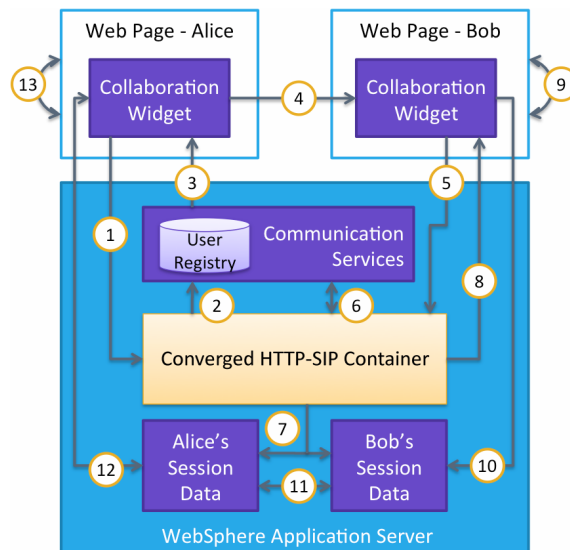 Web Page - Alice
Web Page - Bob
13
Collaboration
Widget
4
Collaboration
Widget
9
3
5
1
User
Registry
Communication
Services
2
6
8
Converged HTTP-SIP Container
7
Alice's
Session
Data
Bob's
Session
Data
12
11
10
WebSphere Application Server